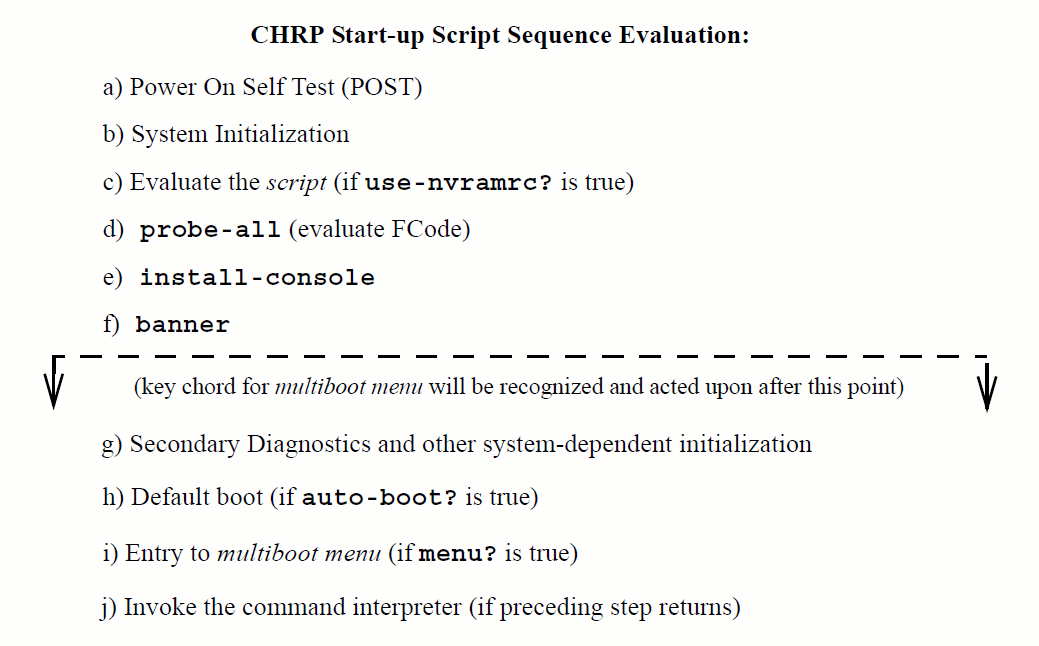 CHRP Start-up Script Sequence Evaluation:
a) Power On Self Test (POST)
b) System Initialization
c) Evaluate the script (if use-nvramrc? is true)
d) probe-all (evaluate FCode)
e) install-console
f) banner
(key chord for multiboot menu will be recognized and acted upon after this point)
g) Secondary Diagnostics and other system-dependent initialization
h) Default boot (if auto-boot? is true)
i) Entry to multiboot menu (if menu? is true)
j) Invoke the command interpreter (if preceding step returns)